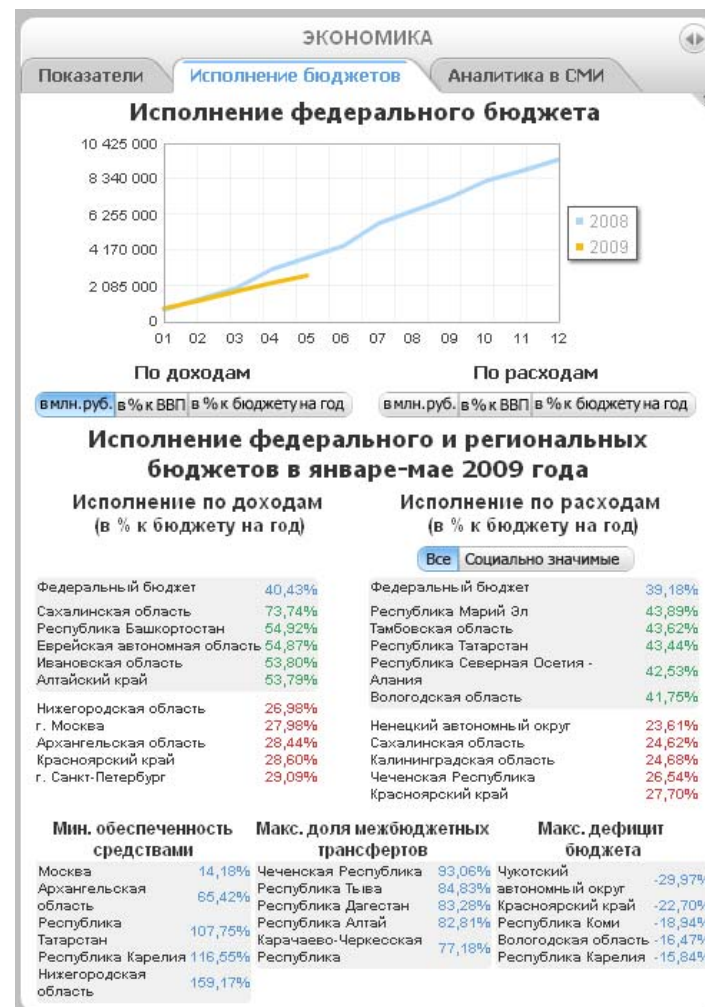 ЭКОНОМИКА
Показатели
Исполнение бюджетов
Аналитика в СМИ
Исполнение федерального бюджета
10 425 000
8 340 000
6 255 000
4 170 000
2 085 000
0
01 02 03 04 05 06 07 08 09 10 11 12
2008
2009
По доходам
в млн.руб. в % к ВВП в % к бюджету на год
По расходам
в млн.руб. в % к ВВП в % к бюджету на год
Исполнение федерального и региональных
бюджетов в январе-мае 2009 года
Исполнение по доходам
(в % к бюджету на год)
Федеральный бюджет 40,43%
Сахалинская область 73,74%
Республика Башкортостан 54,92%
Еврейская автономная область 54,87%
Ивановская область 53,80%
Алтайский край 53,79%
Нижегородская область 26,98%
г. Москва 27,98%
Архангельская область 28,44%
Красноярский край 28,60%
г. Санкт-Петербург 29,09%
Исполнение по расходам
(в % к бюджету на год)
Все Социально значимые
Федеральный бюджет 39,18%
Республика Марий Эл 43,89%
Тамбовская область 43,62%
Республика Татарстан 43,44%
Республика Северная Осетия -
Алания 42,53%
Вологодская область 41,75%
Ненецкий автономный округ 23,61%
Сахалинская область 24,62%
Калининградская область 24,68%
Чеченская Республика 26,54%
Красноярский край 27,70%
Мин. обеспеченность
средствами
Москва 14,18%
Архангельская
область 65,42%
Республика
Татарстан 107,75%
Республика Карелия 116,55%
Нижегородская
область 159,17%
Макс. доля межбюджетных
трансфертов
Чеченская Республика 93,06%
Республика Тыва 84,83%
Республика Дагестан 83,28%
Республика Алтай 82,81%
Карачаево-Черкесская
Республика 77,18%
Макс. дефицит
бюджета
Чукотский
автономный округ -29,97%
Красноярский край -22,70%
Республика Коми -18,94%
Вологодская область -16,47%
Республика Карелия -15,84%